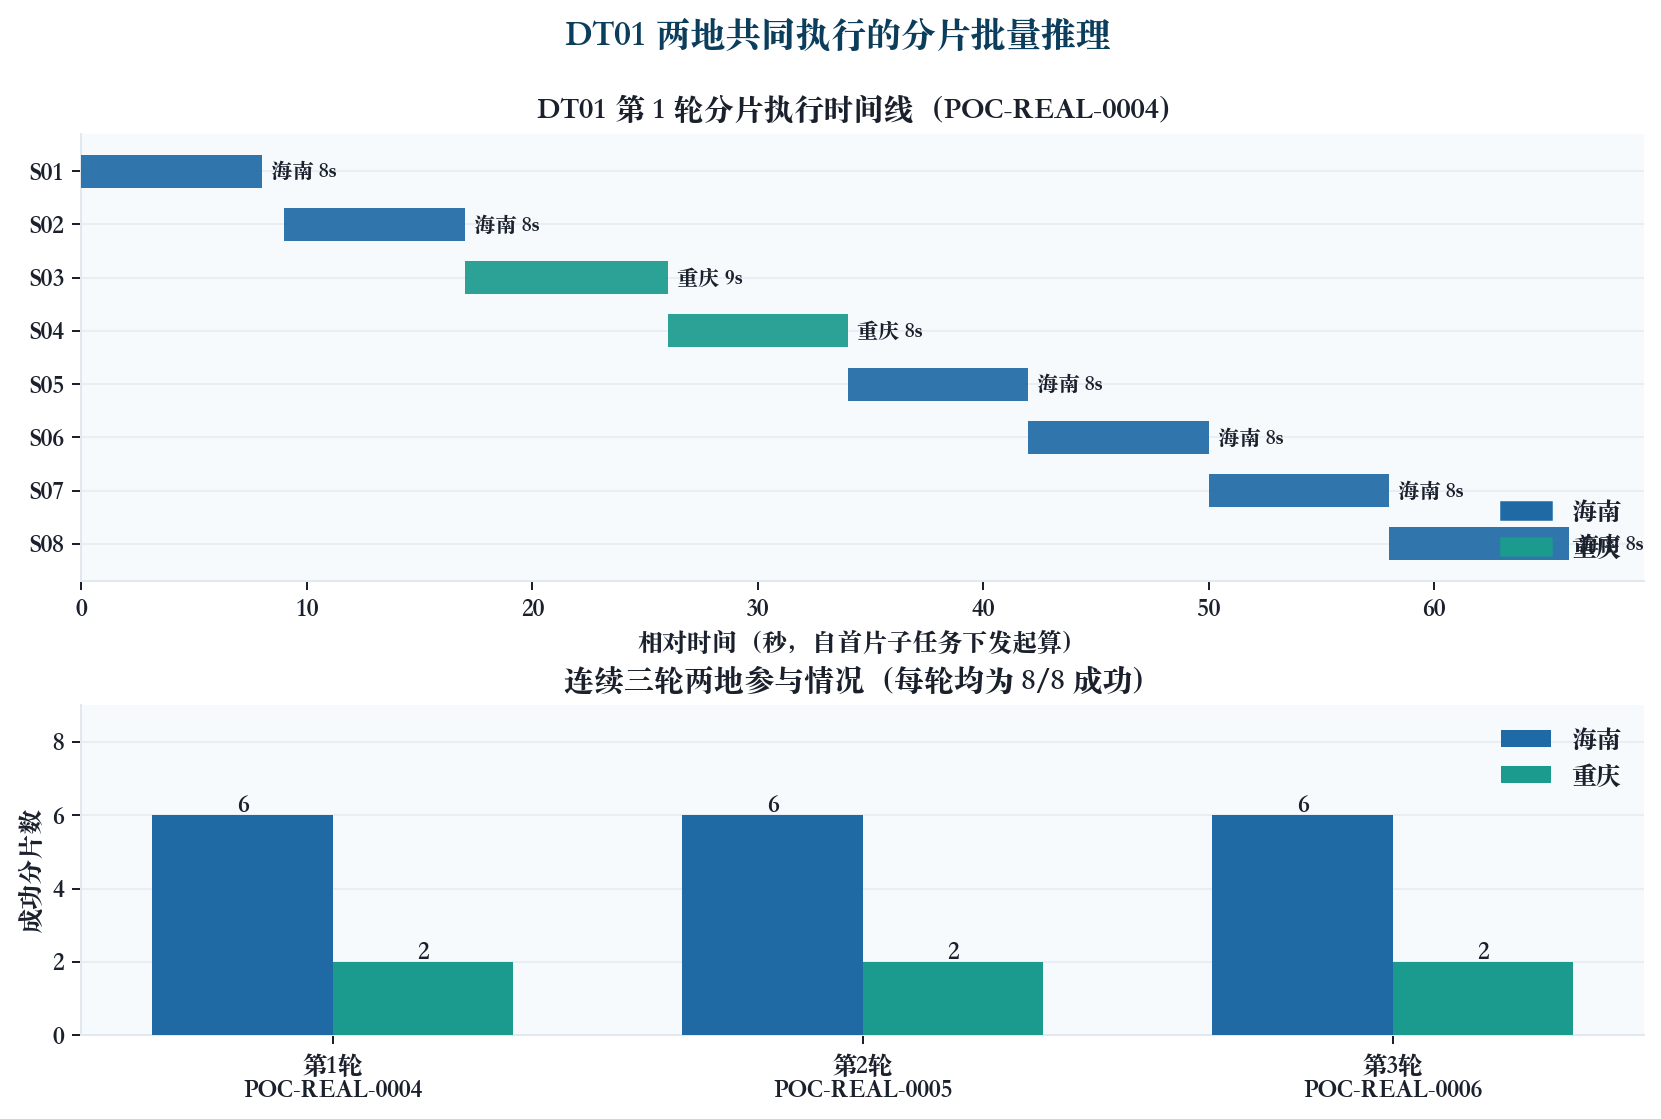 DT01 两地共同执行的分片批量推理
DT01 第 1 轮分片执行时间线（POC-REAL-0004）
S01
海南 8s
S02
海南 8s
S03
重庆 9s
S04
重庆 8s
S05
海南 8s
S06
海南 8s
S07
海南 8s
海南
S08
海南 8s
重庆
0 10 20 30 40 50 60
相对时间（秒，自首片子任务下发起算）
连续三轮两地参与情况（每轮均为 8/8 成功）
成功分片数
8
6
4
2
0
海南
重庆
6 2 6 2 6 2
第1轮
POC-REAL-0004
第2轮
POC-REAL-0005
第3轮
POC-REAL-0006